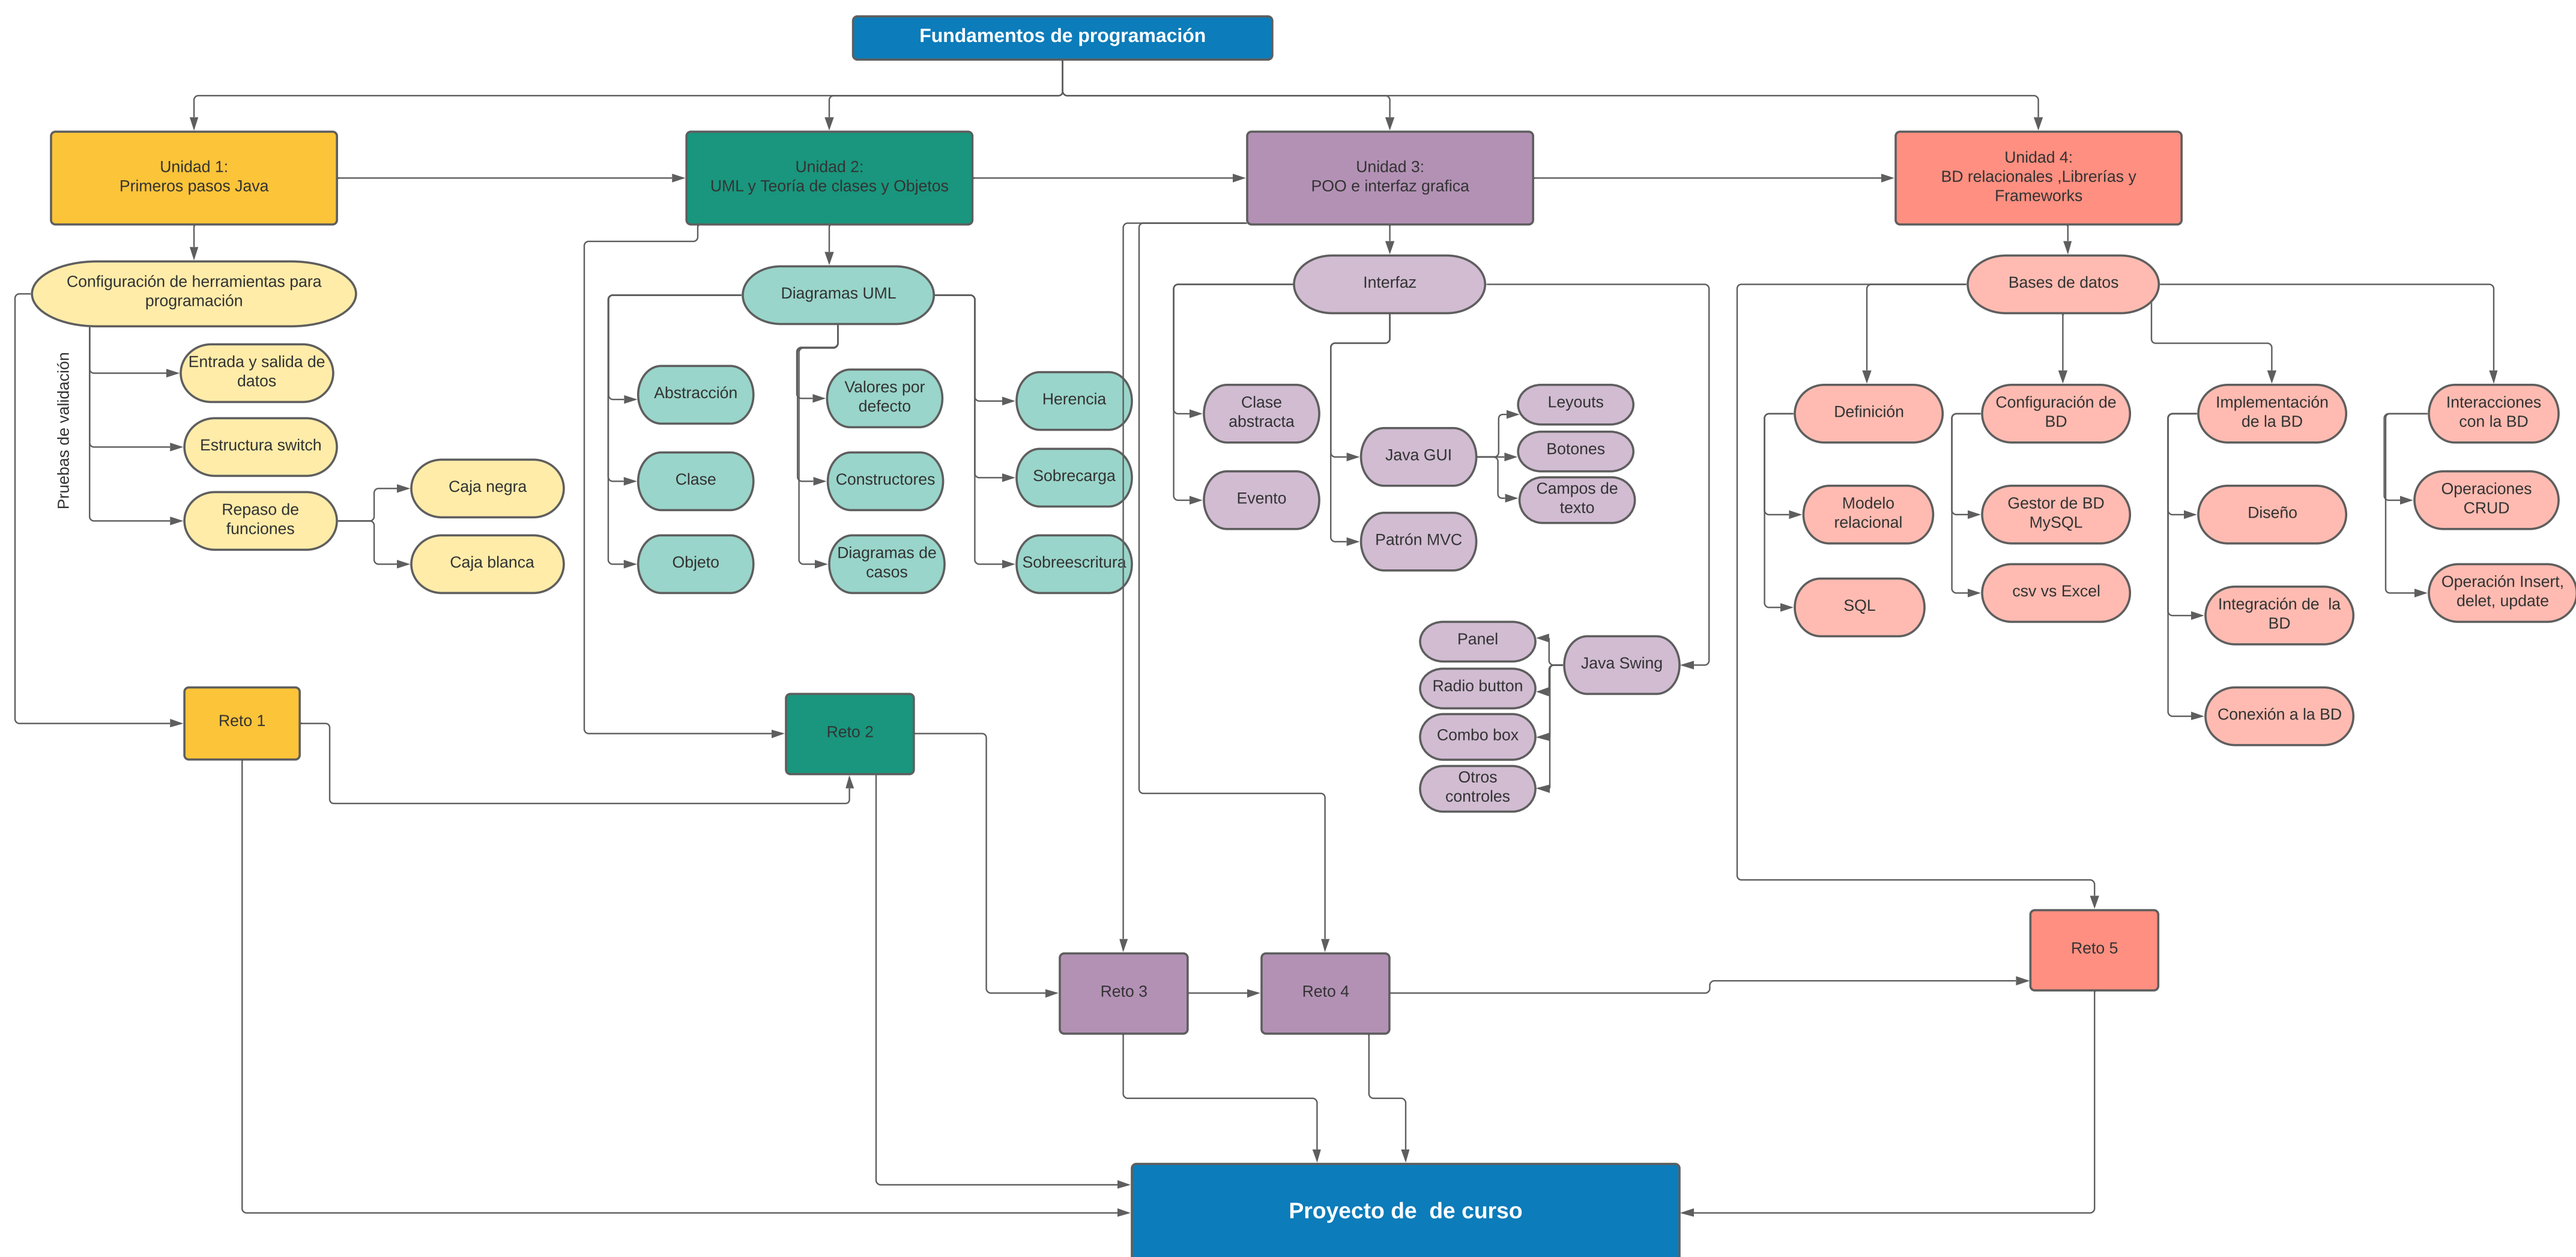 Fundamentos de programación
Unidad 1:
Primeros pasos Java
Unidad 2:
UML y Teoría de clases y Objetos
Unidad 3:
POO e interfaz grafica
Unidad 4:
BD relacionales ,Librerías y
Frameworks
Configuración de herramientas para
programación
Pruebas de validación
Entrada y salida de
datos
Estructura switch
Repaso de
funciones
Caja negra
Caja blanca
Diagramas UML
Abstracción
Clase
Objeto
Valores por
defecto
Constructores
Diagramas de
casos
Herencia
Sobrecarga
Sobreescritura
Interfaz
Clase
abstracta
Evento
Java GUI
Patrón MVC
Leyouts
Botones
Campos de
texto
Java Swing
Panel
Radio button
Combo box
Otros
controles
Bases de datos
Definición
Modelo
relacional
SQL
Configuración de
BD
Gestor de BD
MySQL
csv vs Excel
Implementación
de la BD
Diseño
Integración de  la
BD
Conexión a la BD
Interacciones
con la BD
Operaciones
CRUD
Operación Insert,
delet, update
Reto 1
Reto 2
Reto 3
Reto 4
Reto 5
Proyecto de  de curso